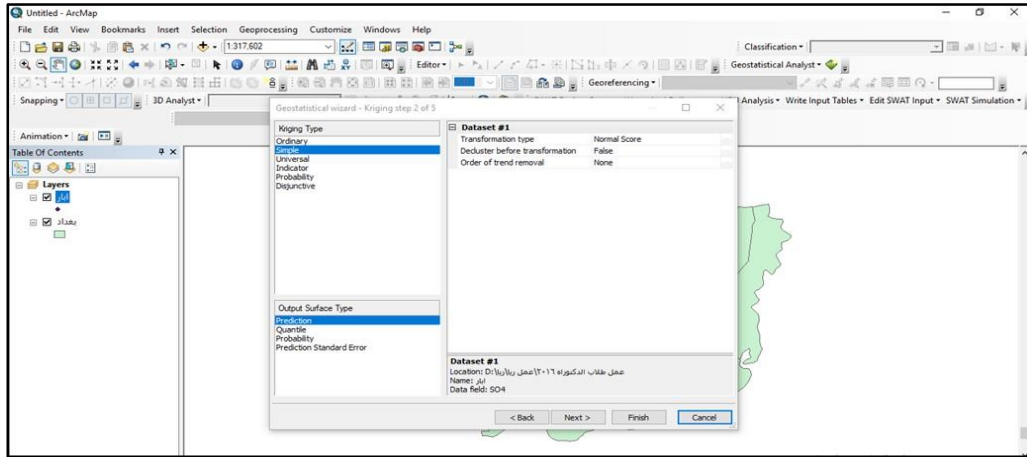 Untitled - ArcMap
File Edit View Bookmarks Insert Selection Geoprocessing Customize Windows Help
1:317,602
Classification
Editor
Geostatistical Analyst
Georeferencing
Snapping
3D Analyst
Analysis Write Input Tables Edit SWAT Input SWAT Simulation
Animation
Table Of Contents
Layers
ابار
بغداد
Geostatistical wizard - Kriging step 2 of 5
Kriging Type
Ordinary
Simple
Universal
Indicator
Probability
Disjunctive
Output Surface Type
Prediction
Quantile
Probability
Prediction Standard Error
Dataset #1
Transformation type Normal Score
Decluster before transformation False
Order of trend removal None
Dataset #1
Location: D:\عمل طلاب الدكتوراه ٢٠١٦\عمل ريا\ريا
Name: ابار
Data field: SO4
< Back Next > Finish Cancel